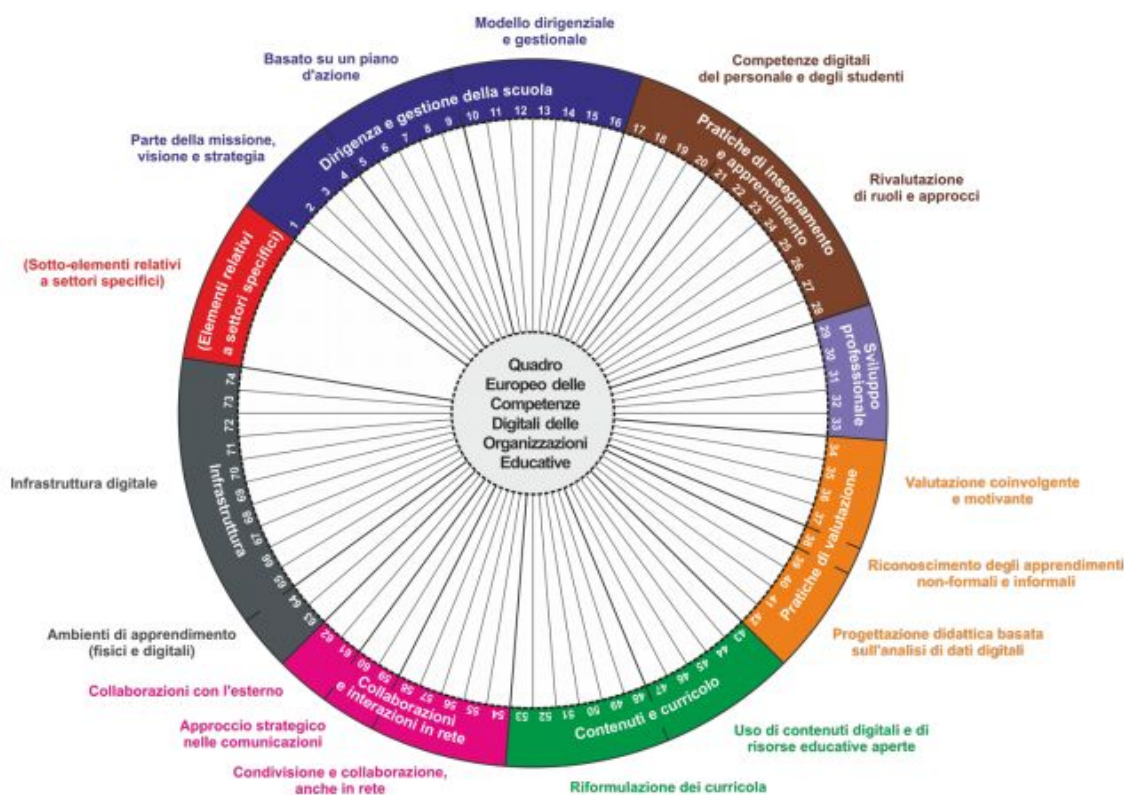 Modello dirigenziale
e gestionale
Basato su un piano
d'azione
Competenze digitali
del personale e degli studenti
Parte della missione,
visione e strategia
Rivalutazione
di ruoli e approcci
(Sotto-elementi relativi
a settori specifici)
Dirigenza e gestione della scuola
1 2 3 4 5 6 7 8 9 10 11 12 13 14 15 16
Pratiche di insegnamento
e apprendimento
17 18 19 20 21 22 23 24 25 26 27 28
Sviluppo
professionale
29 30 31 32 33
Pratiche di valutazione
34 35 36 37 38 39 40 41 42
Contenuti e curricolo
43 44 45 46 47 48 49 50 51 52 53
Collaborazioni
e interazioni in rete
54 55 56 57 58 59 60 61 62
Infrastruttura
63 64 65 66 67 68 69 70 71 72 73 74
(Elementi relativi
a settori specifici)
Quadro
Europeo delle
Competenze
Digitali delle
Organizzazioni
Educative
Infrastruttura digitale
Valutazione coinvolgente
e motivante
Riconoscimento degli apprendimenti
non-formali e informali
Ambienti di apprendimento
(fisici e digitali)
Progettazione didattica basata
sull'analisi di dati digitali
Collaborazioni con l'esterno
Approccio strategico
nelle comunicazioni
Uso di contenuti digitali e di
risorse educative aperte
Condivisione e collaborazione,
anche in rete
Riformulazione dei curricola